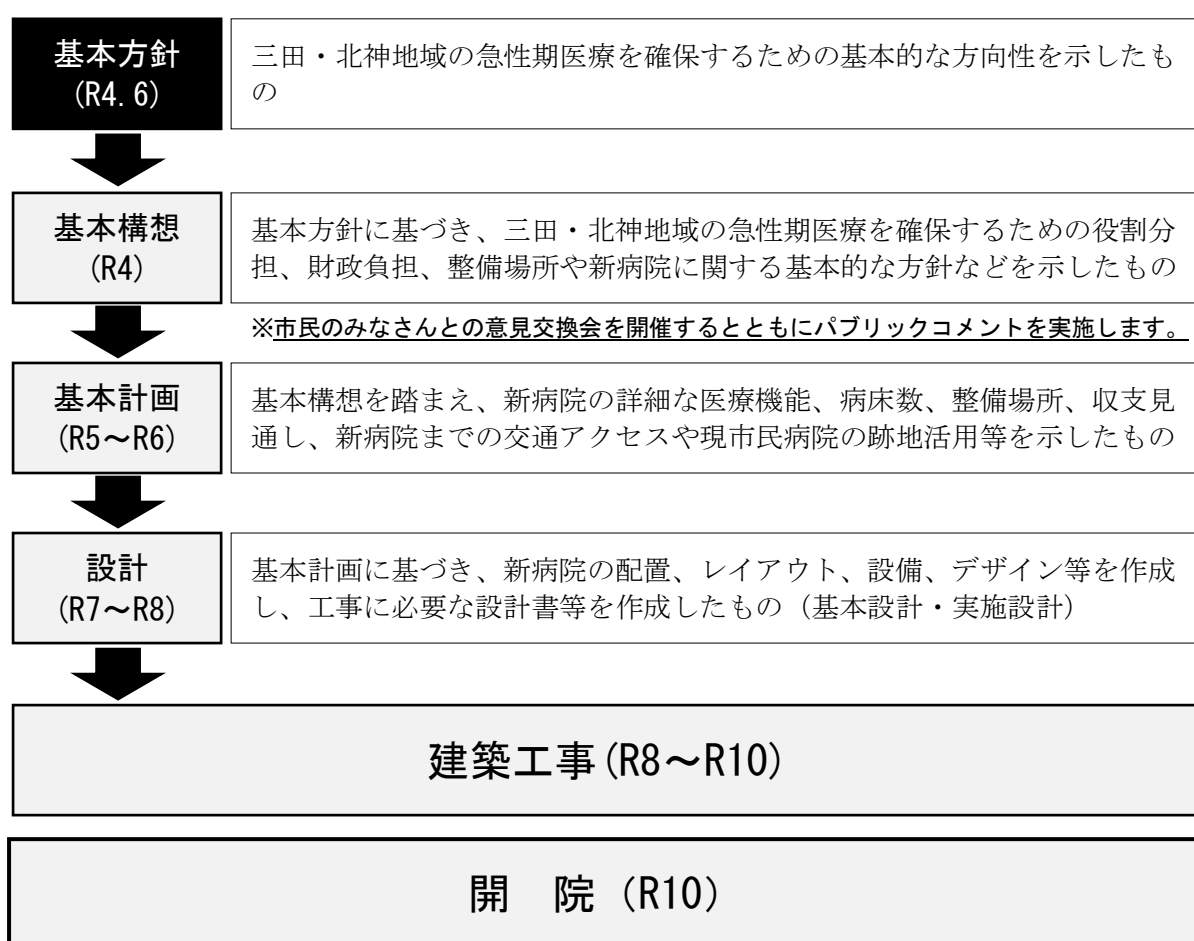 基本方針
(R4.6)
三田・北神地域の急性期医療を確保するための基本的な方向性を示したも
の
基本構想
(R4)
基本方針に基づき、三田・北神地域の急性期医療を確保するための役割分
担、財政負担、整備場所や新病院に関する基本的な方針などを示したもの
※市民のみなさんとの意見交換会を開催するとともにパブリックコメントを実施します。
基本計画
(R5～R6)
基本構想を踏まえ、新病院の詳細な医療機能、病床数、整備場所、収支見
通し、新病院までの交通アクセスや現市民病院の跡地活用等を示したもの
設計
(R7～R8)
基本計画に基づき、新病院の配置、レイアウト、設備、デザイン等を作成
し、工事に必要な設計書等を作成したもの（基本設計・実施設計）
建築工事(R8～R10)
開　院（R10）